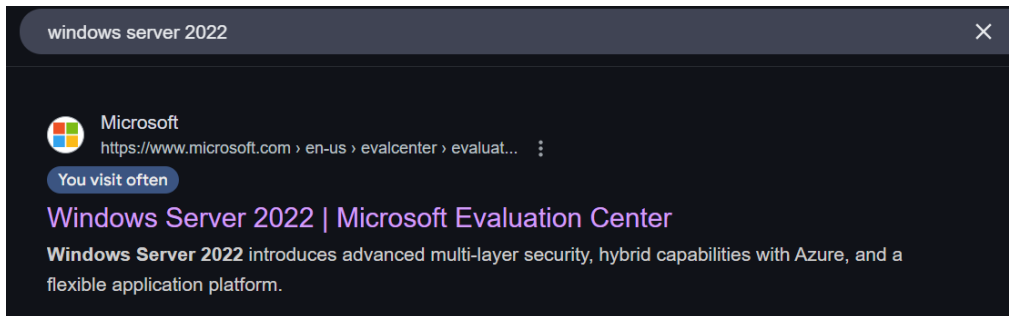 windows server 2022
Microsoft
https://www.microsoft.com › en-us › evalcenter › evaluat...
You visit often
Windows Server 2022 | Microsoft Evaluation Center
Windows Server 2022 introduces advanced multi-layer security, hybrid capabilities with Azure, and a
flexible application platform.